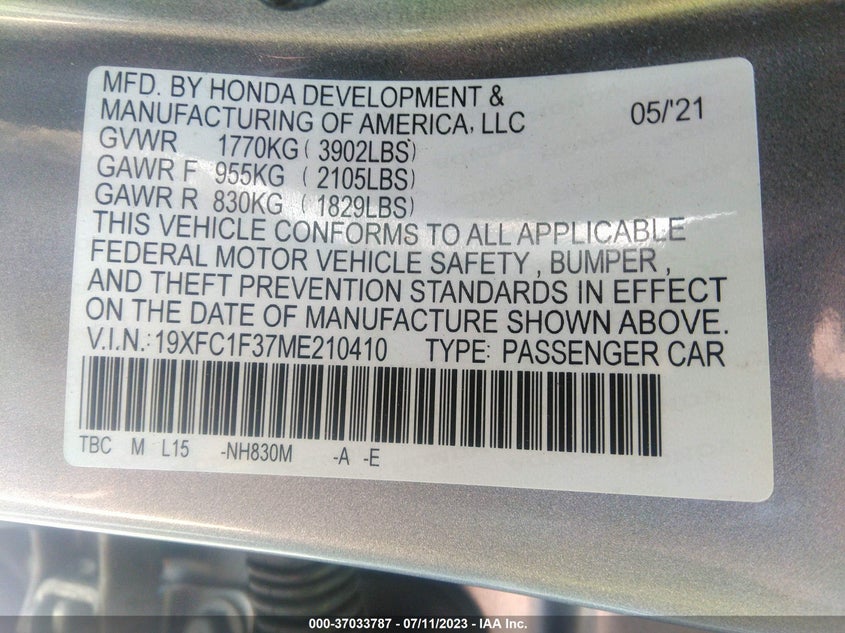 MFD. BY HONDA DEVELOPMENT &
MANUFACTURING OF AMERICA, LLC 05/'21
GVWR 1770KG ( 3902LBS)
GAWR F 955KG ( 2105LBS)
GAWR R 830KG ( 1829LBS)
THIS VEHICLE CONFORMS TO ALL APPLICABLE
FEDERAL MOTOR VEHICLE SAFETY , BUMPER ,
AND THEFT PREVENTION STANDARDS IN EFFECT
ON THE DATE OF MANUFACTURE SHOWN ABOVE.
V.I.N.: 19XFC1F37ME210410 TYPE: PASSENGER CAR
TBC M L15 -NH830M -A -E
000-37033787 / 07/11/2023 - IAA Inc.